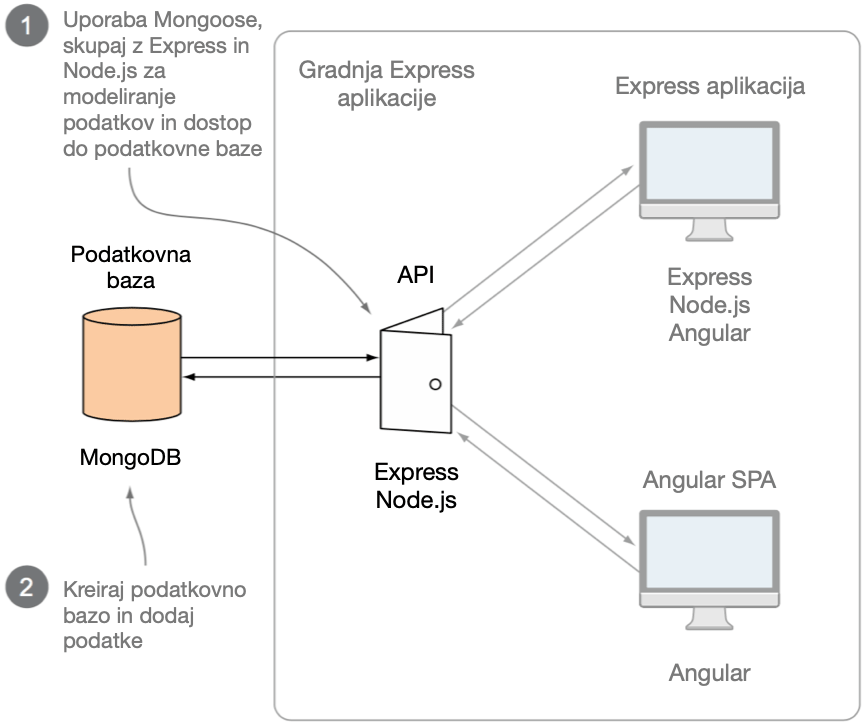 1
Uporaba Mongoose,
skupaj z Express in
Node.js za
modeliranje
podatkov in dostop
do podatkovne baze
Gradnja Express
aplikacije
Express aplikacija
Podatkovna
baza
API
Express
Node.js
Angular
MongoDB
Express
Node.js
Angular SPA
2
Kreiraj podatkovno
bazo in dodaj
podatke
Angular